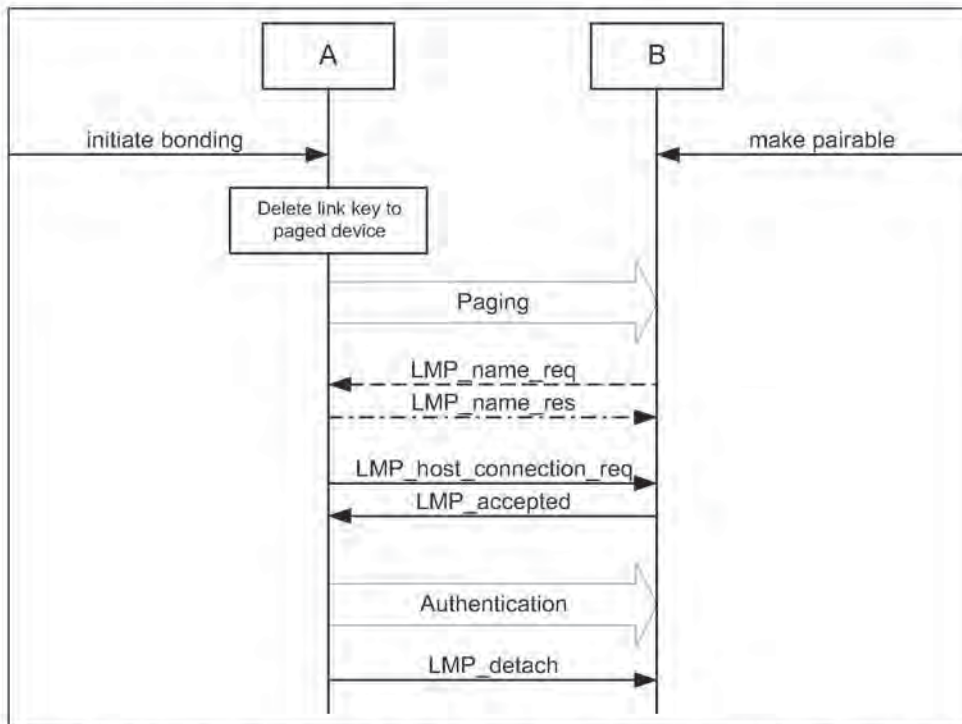 A
B
initiate bonding
make pairable
Delete link key to
paged device
Paging
LMP_name_req
LMP_name_res
LMP_host_connection_req
LMP_accepted
Authentication
LMP_detach